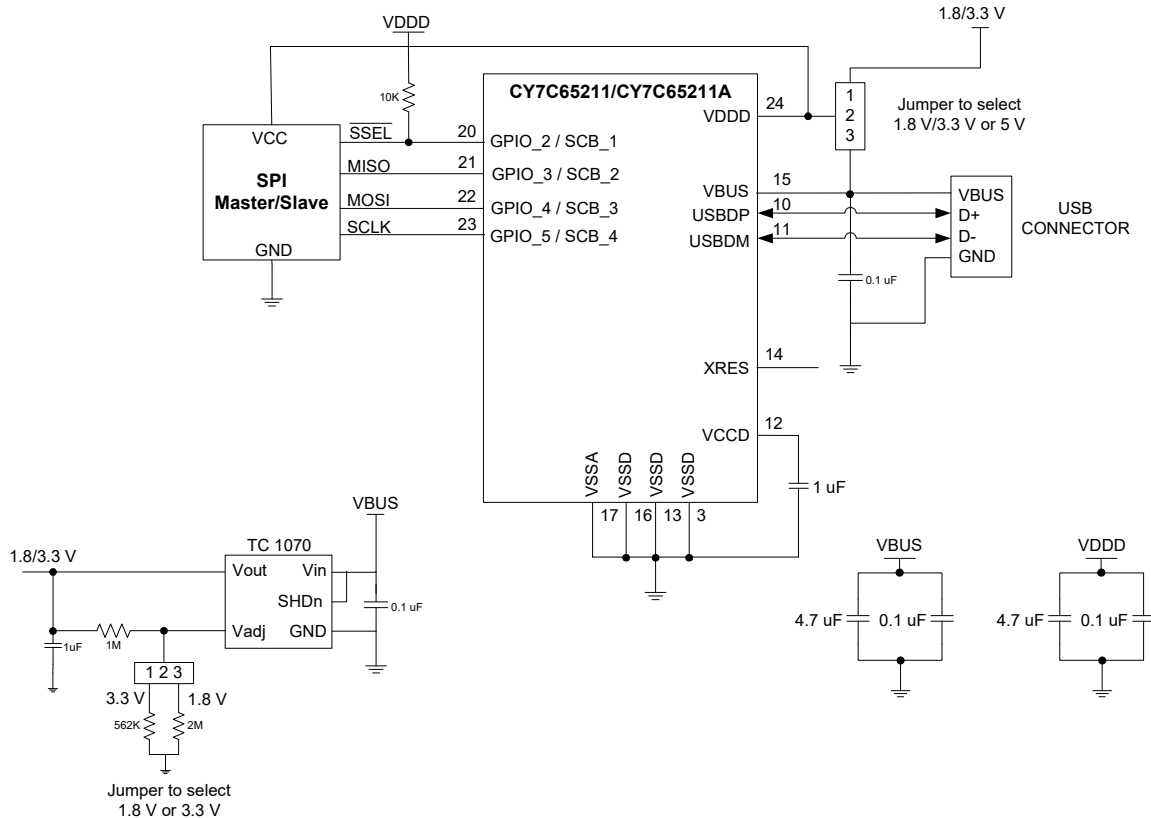 1.8/3.3 V
VDDD
10K
CY7C65211/CY7C65211A
VDDD
24
1
2
3
Jumper to select
1.8 V/3.3 V or 5 V
VCC
SPI
Master/Slave
GND
SSEL
20
GPIO_2 / SCB_1
MISO
21
GPIO_3 / SCB_2
MOSI
22
GPIO_4 / SCB_3
SCLK
23
GPIO_5 / SCB_4
VBUS
15
USBDP
10
USBDM
11
VBUS
D+
D-
GND
USB
CONNECTOR
0.1 uF
XRES
14
VCCD
12
1 uF
VSSA
VSSD
VSSD
VSSD
17
16
13
3
VBUS
1.8/3.3 V
TC 1070
Vout
Vin
SHDn
Vadj
GND
0.1 uF
1uF
1M
1 2 3
3.3 V
1.8 V
562K
2M
Jumper to select
1.8 V or 3.3 V
VBUS
4.7 uF
0.1 uF
VDDD
4.7 uF
0.1 uF